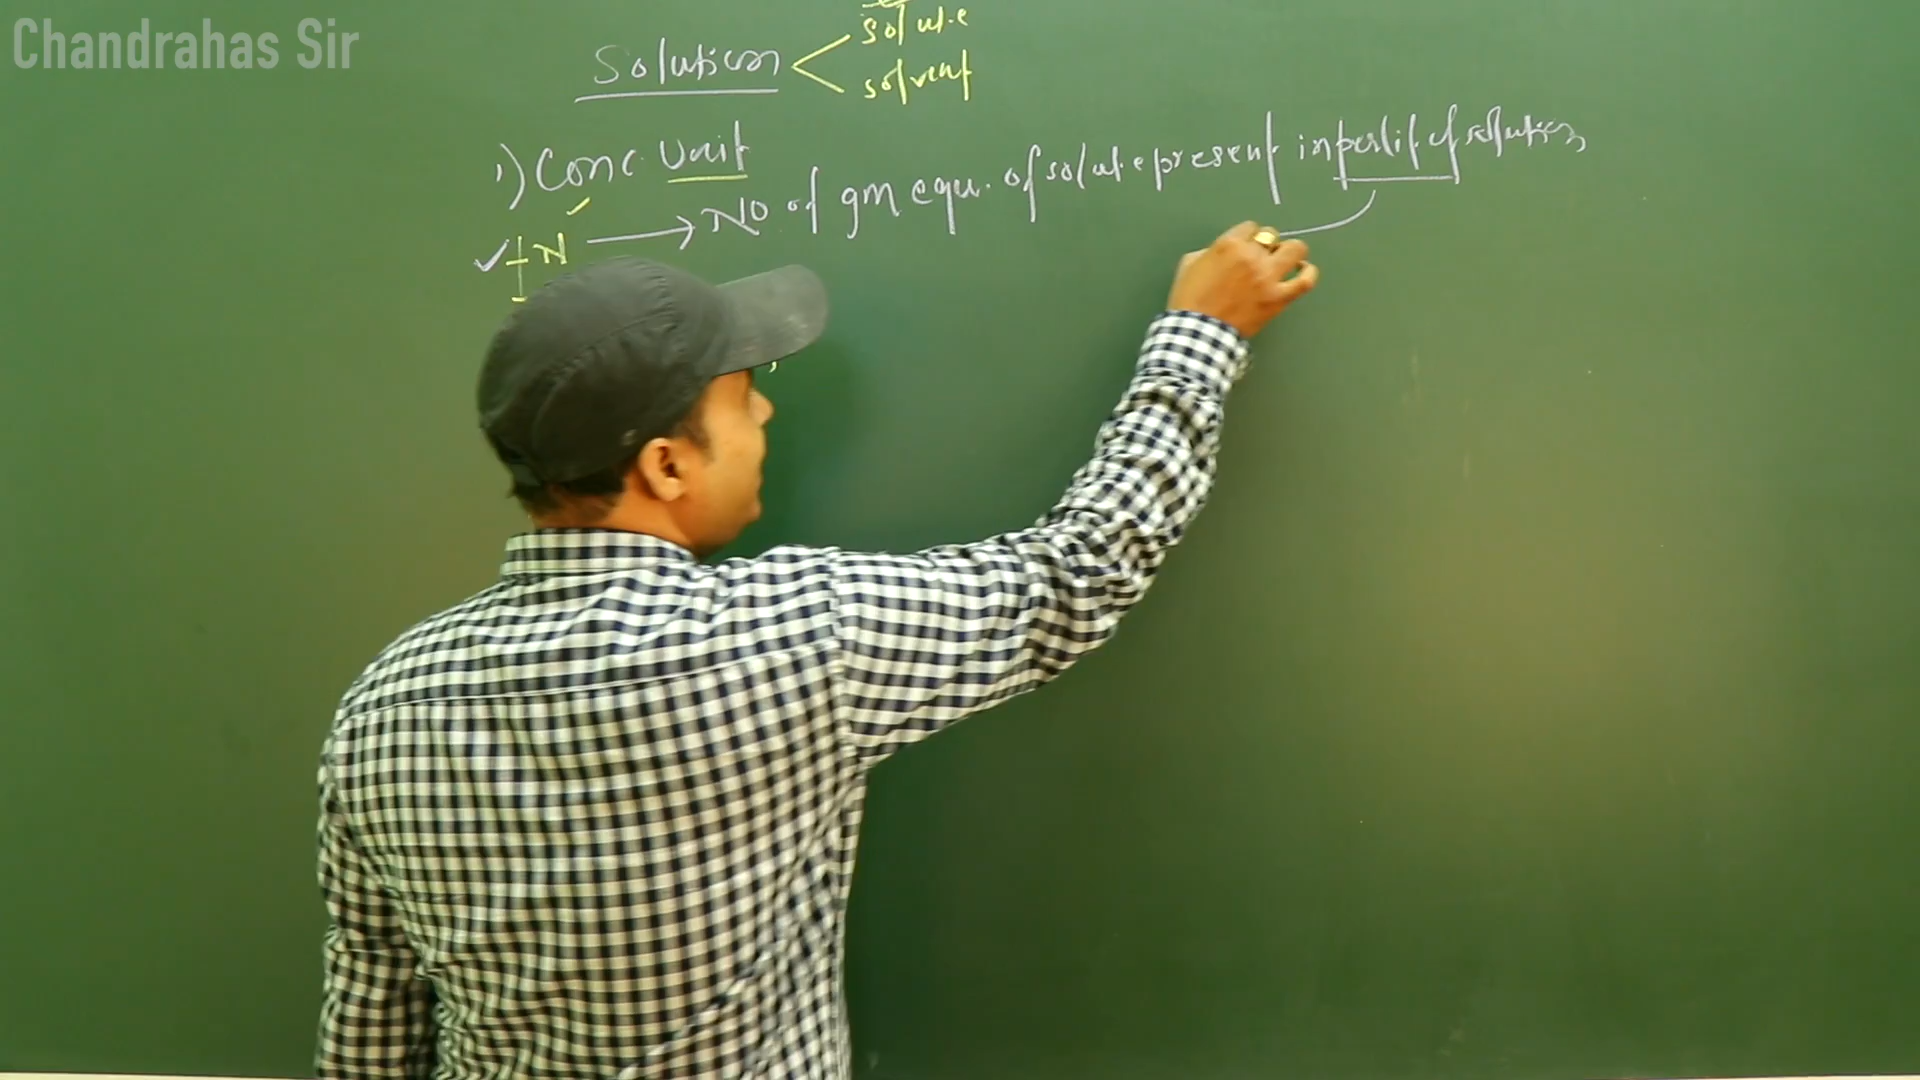 Chandrahas Sir
Solution
solute
solvent
1) Conc. Unit
N → No of gm equ. of solute present in per lit of solution